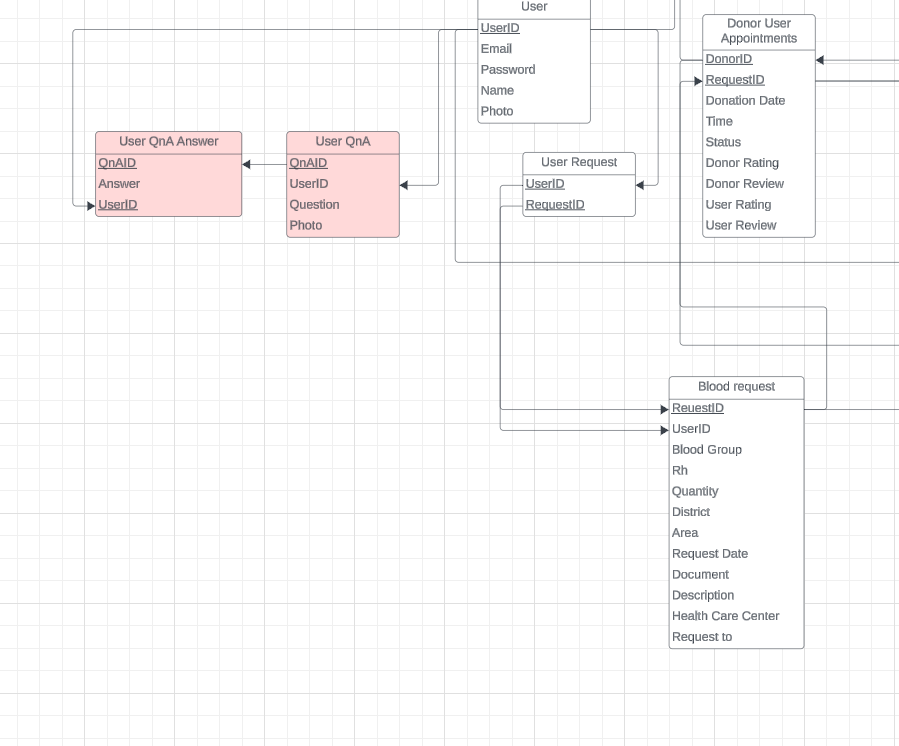 User
UserID
Email
Password
Name
Photo
Donor User
Appointments
DonorID
RequestID
Donation Date
Time
Status
Donor Rating
Donor Review
User Rating
User Review
User QnA Answer
QnAID
Answer
UserID
User QnA
QnAID
UserID
Question
Photo
User Request
UserID
RequestID
Blood request
ReuestID
UserID
Blood Group
Rh
Quantity
District
Area
Request Date
Document
Description
Health Care Center
Request to